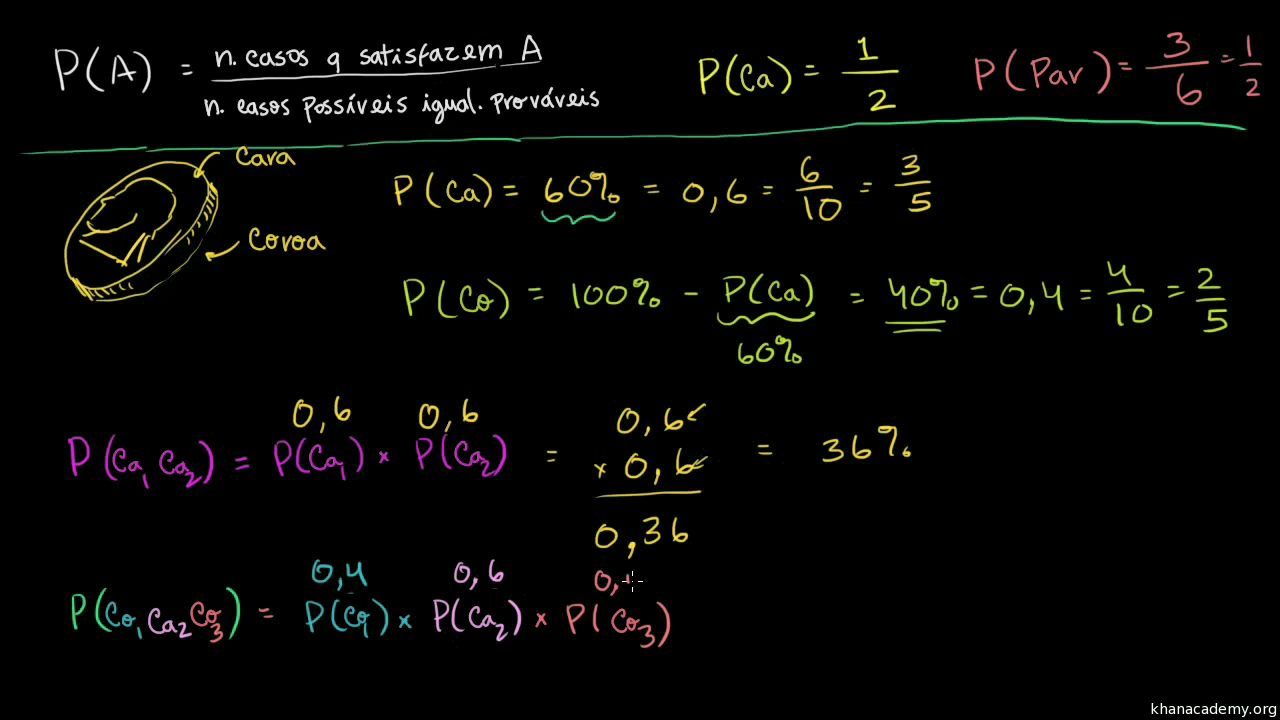 P(A) = n. casos q satisfazem A / n. casos possíveis igual. prováveis
P(Ca) = 1/2
P(Par) = 3/6 = 1/2
Cara
Coroa
P(Ca) = 60% = 0,6 = 6/10 = 3/5
P(Co) = 100% - P(Ca) = 40% = 0,4 = 4/10 = 2/5
60%
0,6 0,6
P(Ca₁ Ca₂) = P(Ca₁) × P(Ca₂) = 0,6 × 0,6 = 36%
0,36
0,4 0,6 0,
P(Co₁ Ca₂ Co₃) = P(Co₁) × P(Ca₂) × P(Co₃)
khanacademy.org